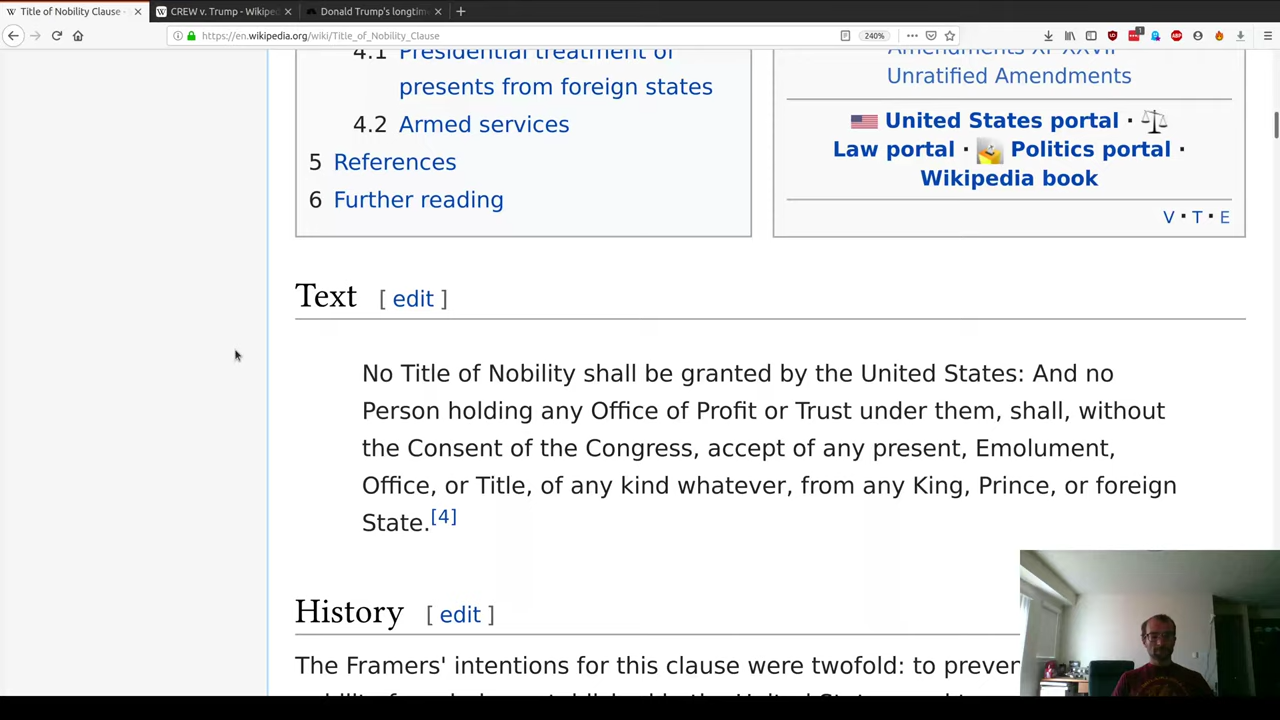 Title of Nobility Clause -
CREW v. Trump - Wikiped
Donald Trump's longtim
https://en.wikipedia.org/wiki/Title_of_Nobility_Clause
240%
4.1 Presidential treatment of
presents from foreign states
4.2 Armed services
5 References
6 Further reading
Amendments XI–XXVII
Unratified Amendments
United States portal ·
Law portal · Politics portal ·
Wikipedia book
V · T · E
Text [ edit ]
No Title of Nobility shall be granted by the United States: And no
Person holding any Office of Profit or Trust under them, shall, without
the Consent of the Congress, accept of any present, Emolument,
Office, or Title, of any kind whatever, from any King, Prince, or foreign
State.[4]
History [ edit ]
The Framers' intentions for this clause were twofold: to preven